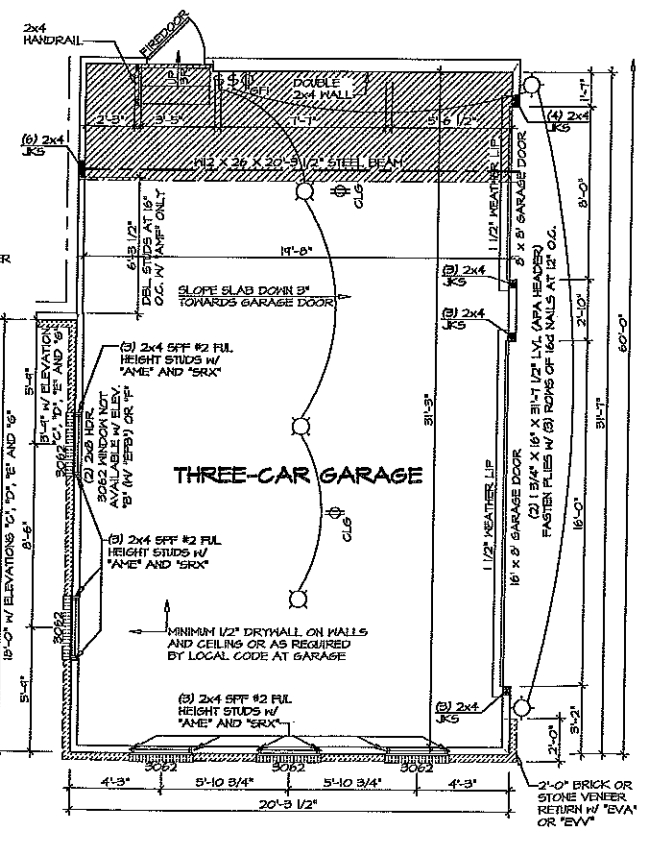 2x4
HANDRAIL
FIREDOOR
UP
GFI
DOUBLE
2x4 WALL
1'-7"
2'-3"
3'-5"
7'-7"
5'-6 1/2"
(6) 2x4
JKS
(4) 2x4
JKS
W12 X 26 X 20'-3 1/2" STEEL BEAM
CLG
6'-3 1/2"
DBL STUDS AT 16"
O.C. W/ "AMF" ONLY
1 1/2" WEATHER LIP
8' X 8' GARAGE DOOR
8'-0"
19'-8"
SLOPE SLAB DOWN 3"
TOWARDS GARAGE DOOR
(3) 2x4
JKS
(3) 2x4
JKS
2'-10"
(2) 1 3/4" X 16" X 31'-7 1/2" LVL (APA HEADER)
FASTEN PLIES W/ (3) ROWS OF 16d NAILS AT 12" O.C.
60'-0"
31'-7"
31'-3"
(3) 2x4 SPF #2 FUL
HEIGHT STUDS W/
"AME" AND "SRX"
5'-9"
5'-9" W/ ELEVATION
"C", "D", "E" AND "G"
3062
(2) 2x8 HDR.
3062 WINDOW NOT
AVAILABLE W/ ELEV.
"B" (W/ "EFB") OR "F"
THREE-CAR GARAGE
CLG
8'-6"
18'-0" W/ ELEVATIONS "C", "D", "E" AND "G"
(3) 2x4 SPF #2 FUL
HEIGHT STUDS W/
"AME" AND "SRX"
1 1/2" WEATHER LIP
16' x 8' GARAGE DOOR
16'-0"
3062
5'-9"
MINIMUM 1/2" DRYWALL ON WALLS
AND CEILING OR AS REQUIRED
BY LOCAL CODE AT GARAGE
(3) 2x4 SPF #2 FUL
HEIGHT STUDS W/
"AME" AND "SRX"
(3) 2x4
JKS
2'-0"
3'-2"
3062
3062
3062
4'-3"
5'-10 3/4"
5'-10 3/4"
4'-3"
20'-3 1/2"
2'-0" BRICK OR
STONE VENEER
RETURN W/ "EVA"
OR "EVV"